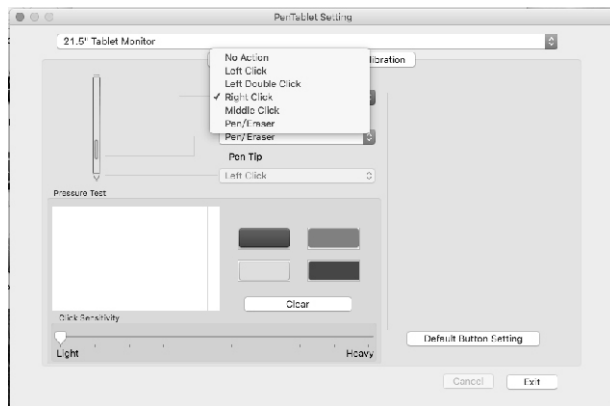 PenTablet Setting
21.5" Tablet Monitor
No Action
Left Click
Left Double Click
✓ Right Click
Middle Click
Pen/Eraser
Pen/Eraser
Pen Tip
Left Click
Pressure Test
Clear
Click Sensitivity
Light
Heavy
Default Button Setting
Cancel
Exit